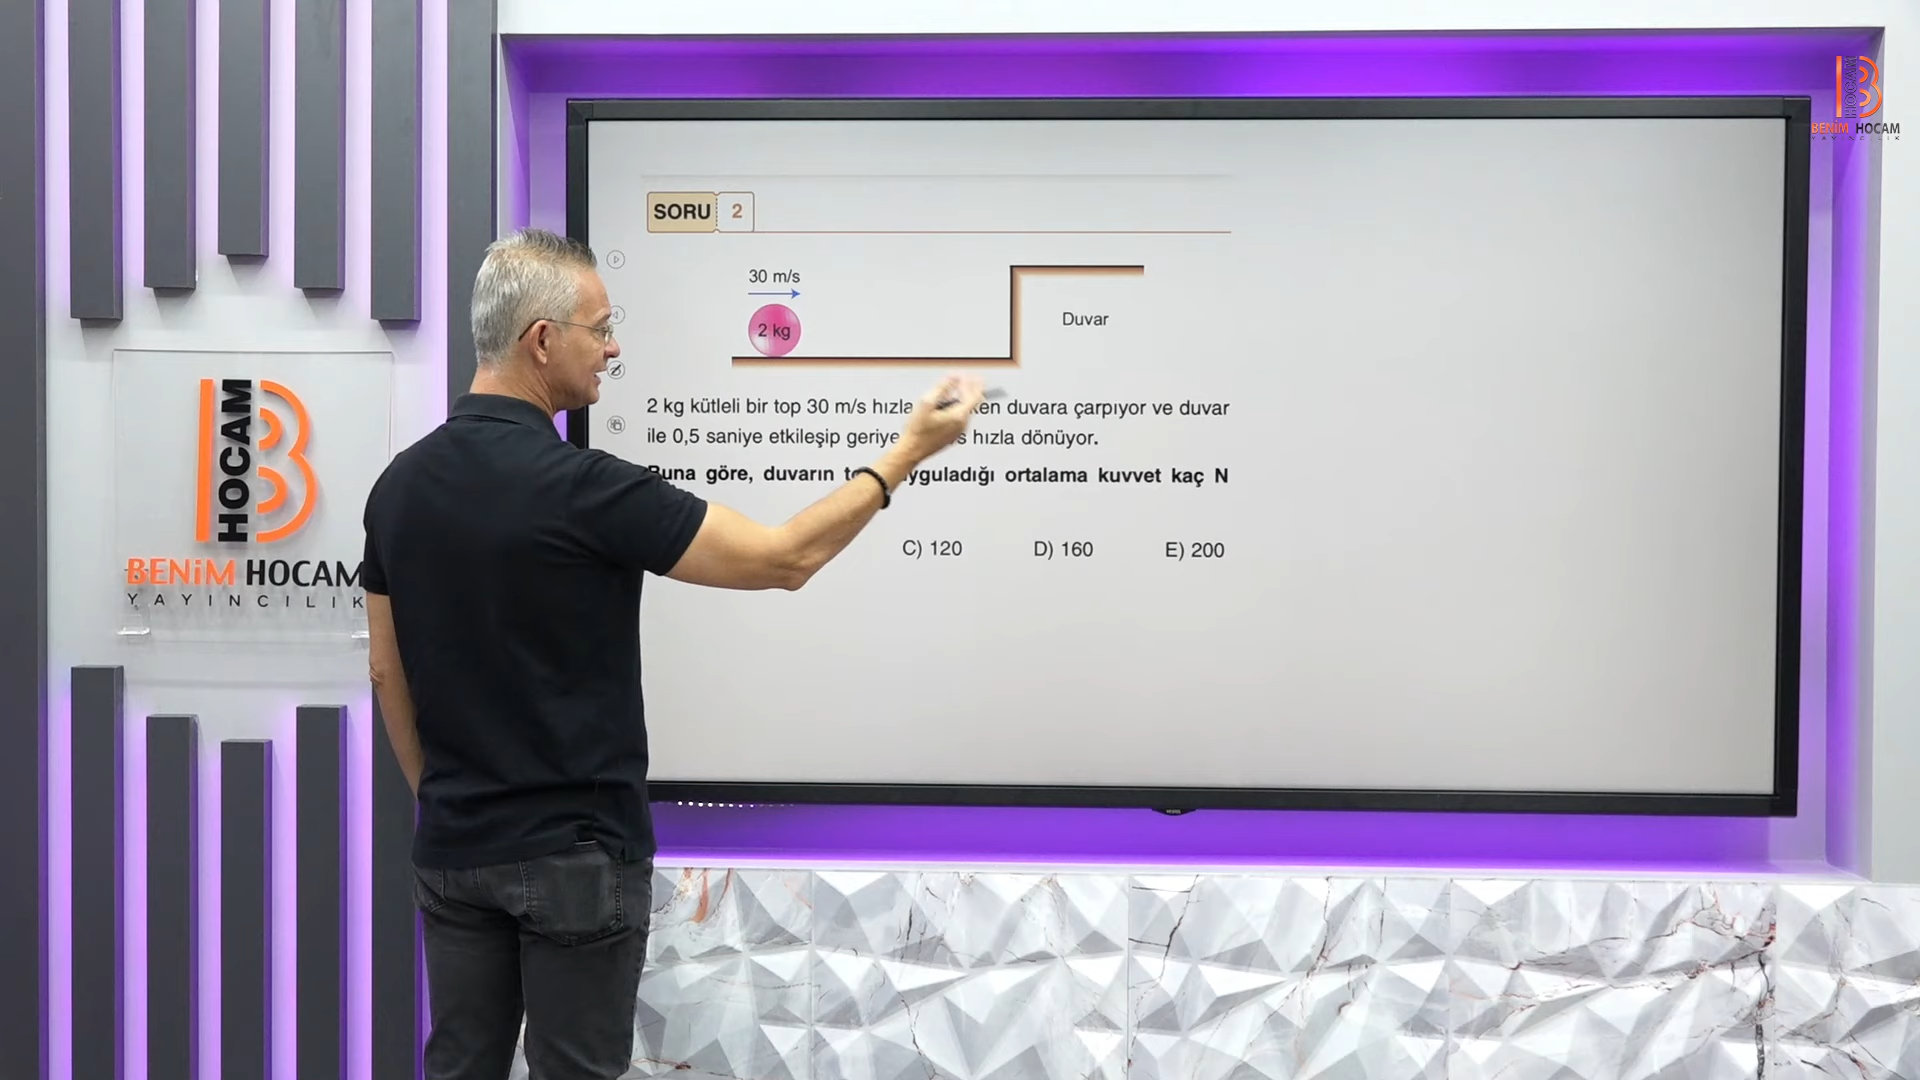 HOCAM
BENİM HOCAM
YAYINCILIK
SORU 2
30 m/s
2 kg
Duvar
2 kg kütleli bir top 30 m/s hızla duvara çarpıyor ve duvar
ile 0,5 saniye etkileşip geriye hızla dönüyor.
Buna göre, duvarın uyguladığı ortalama kuvvet kaç N
C) 120 D) 160 E) 200
HOCAM
BENİM HOCAM
YAYINCILIK